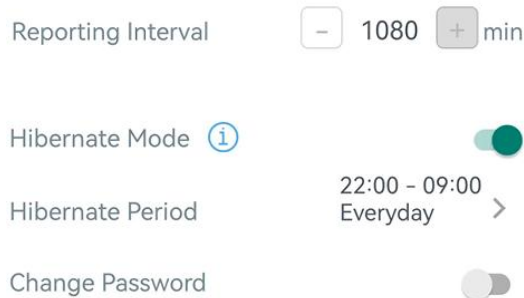 Reporting Interval - 1080 + min
Hibernate Mode i
22:00 - 09:00
Hibernate Period Everyday >
Change Password